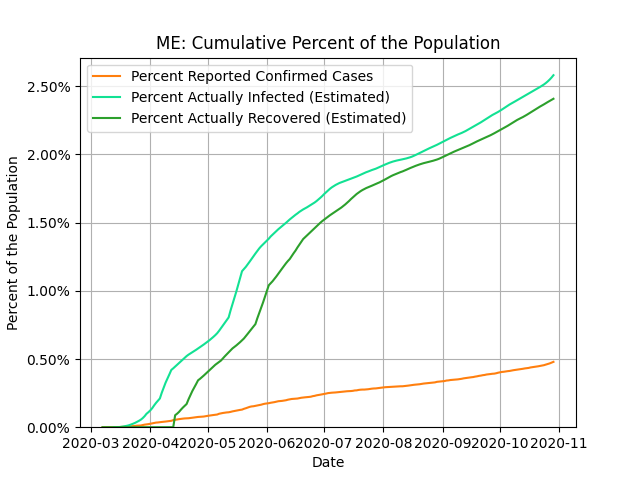 ME: Cumulative Percent of the Population
Percent Reported Confirmed Cases
Percent Actually Infected (Estimated)
Percent Actually Recovered (Estimated)
Percent of the Population
2.50%
2.00%
1.50%
1.00%
0.50%
0.00%
2020-03 2020-04 2020-05 2020-06 2020-07 2020-08 2020-09 2020-10 2020-11
Date